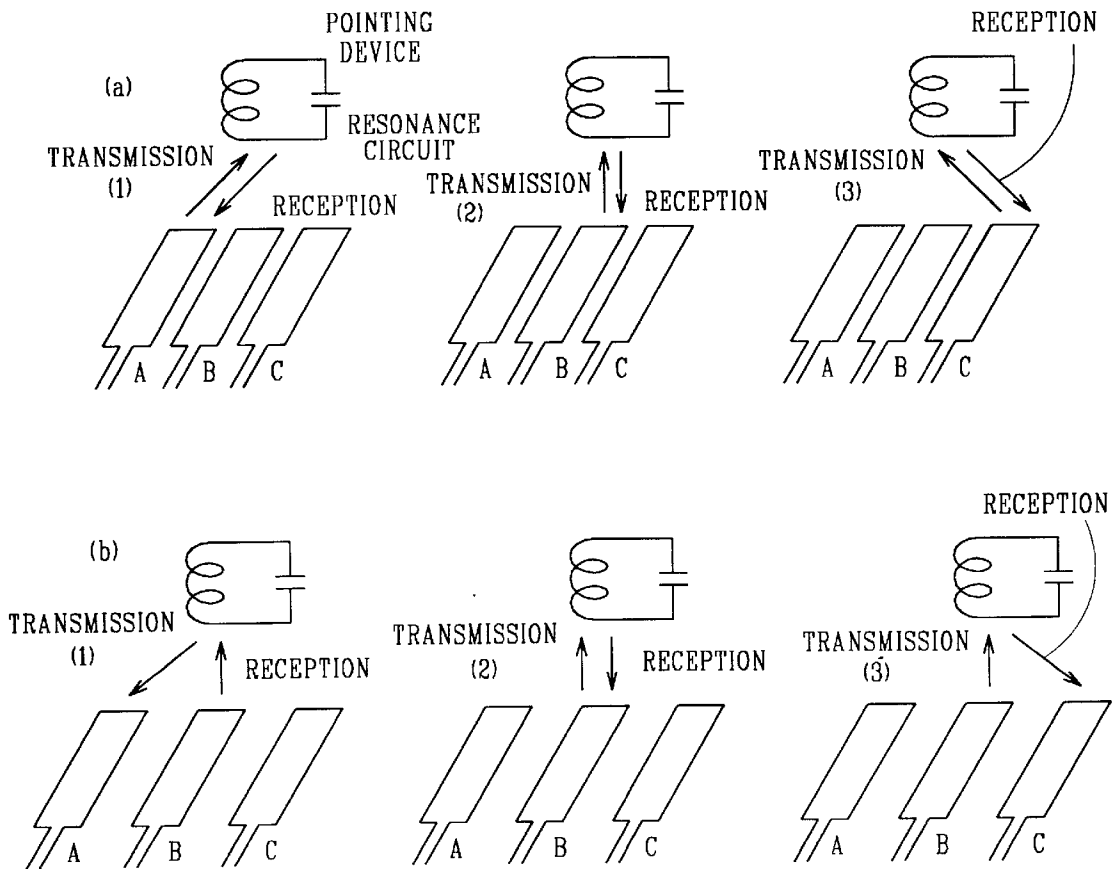 POINTING
DEVICE
RECEPTION
(a)
RESONANCE
CIRCUIT
TRANSMISSION
(1)
RECEPTION
TRANSMISSION
(2)
RECEPTION
TRANSMISSION
(3)
A B C
A B C
A B C
RECEPTION
(b)
TRANSMISSION
(1)
RECEPTION
TRANSMISSION
(2)
RECEPTION
TRANSMISSION
(3)
A B C
A B C
A B C